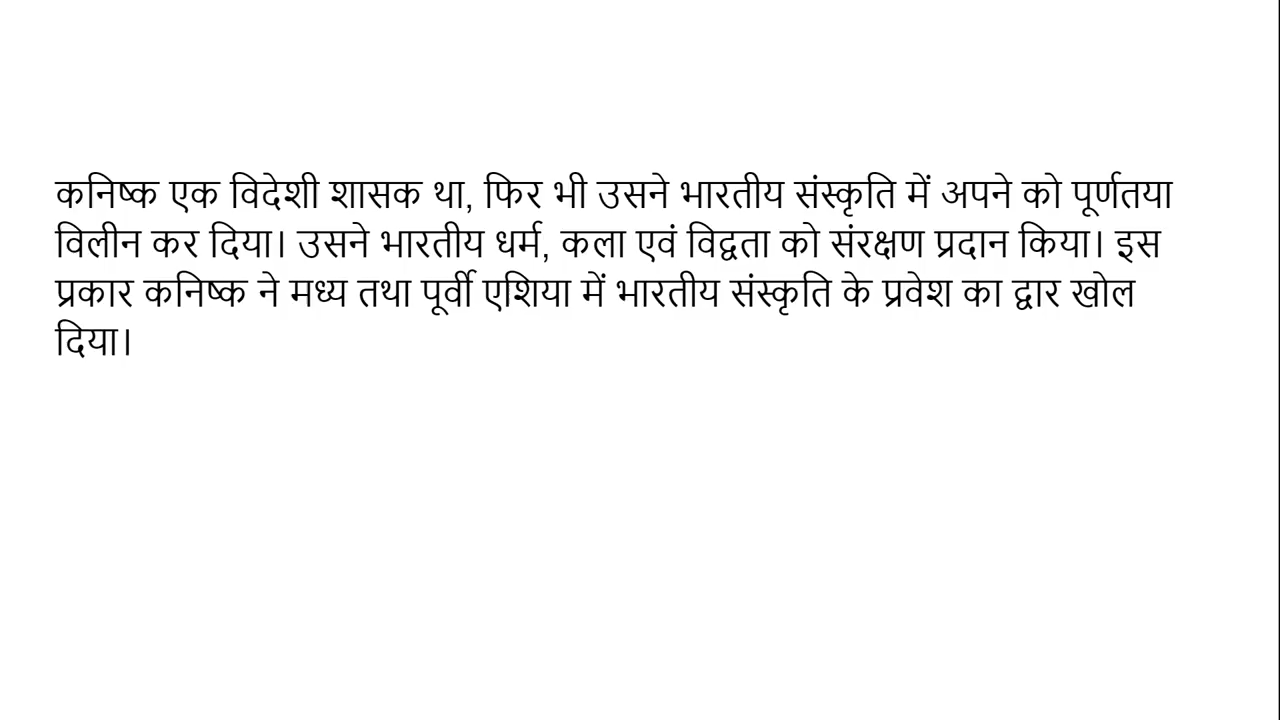 कनिष्क एक विदेशी शासक था, फिर भी उसने भारतीय संस्कृति में अपने को पूर्णतया
विलीन कर दिया। उसने भारतीय धर्म, कला एवं विद्वता को संरक्षण प्रदान किया। इस
प्रकार कनिष्क ने मध्य तथा पूर्वी एशिया में भारतीय संस्कृति के प्रवेश का द्वार खोल
दिया।